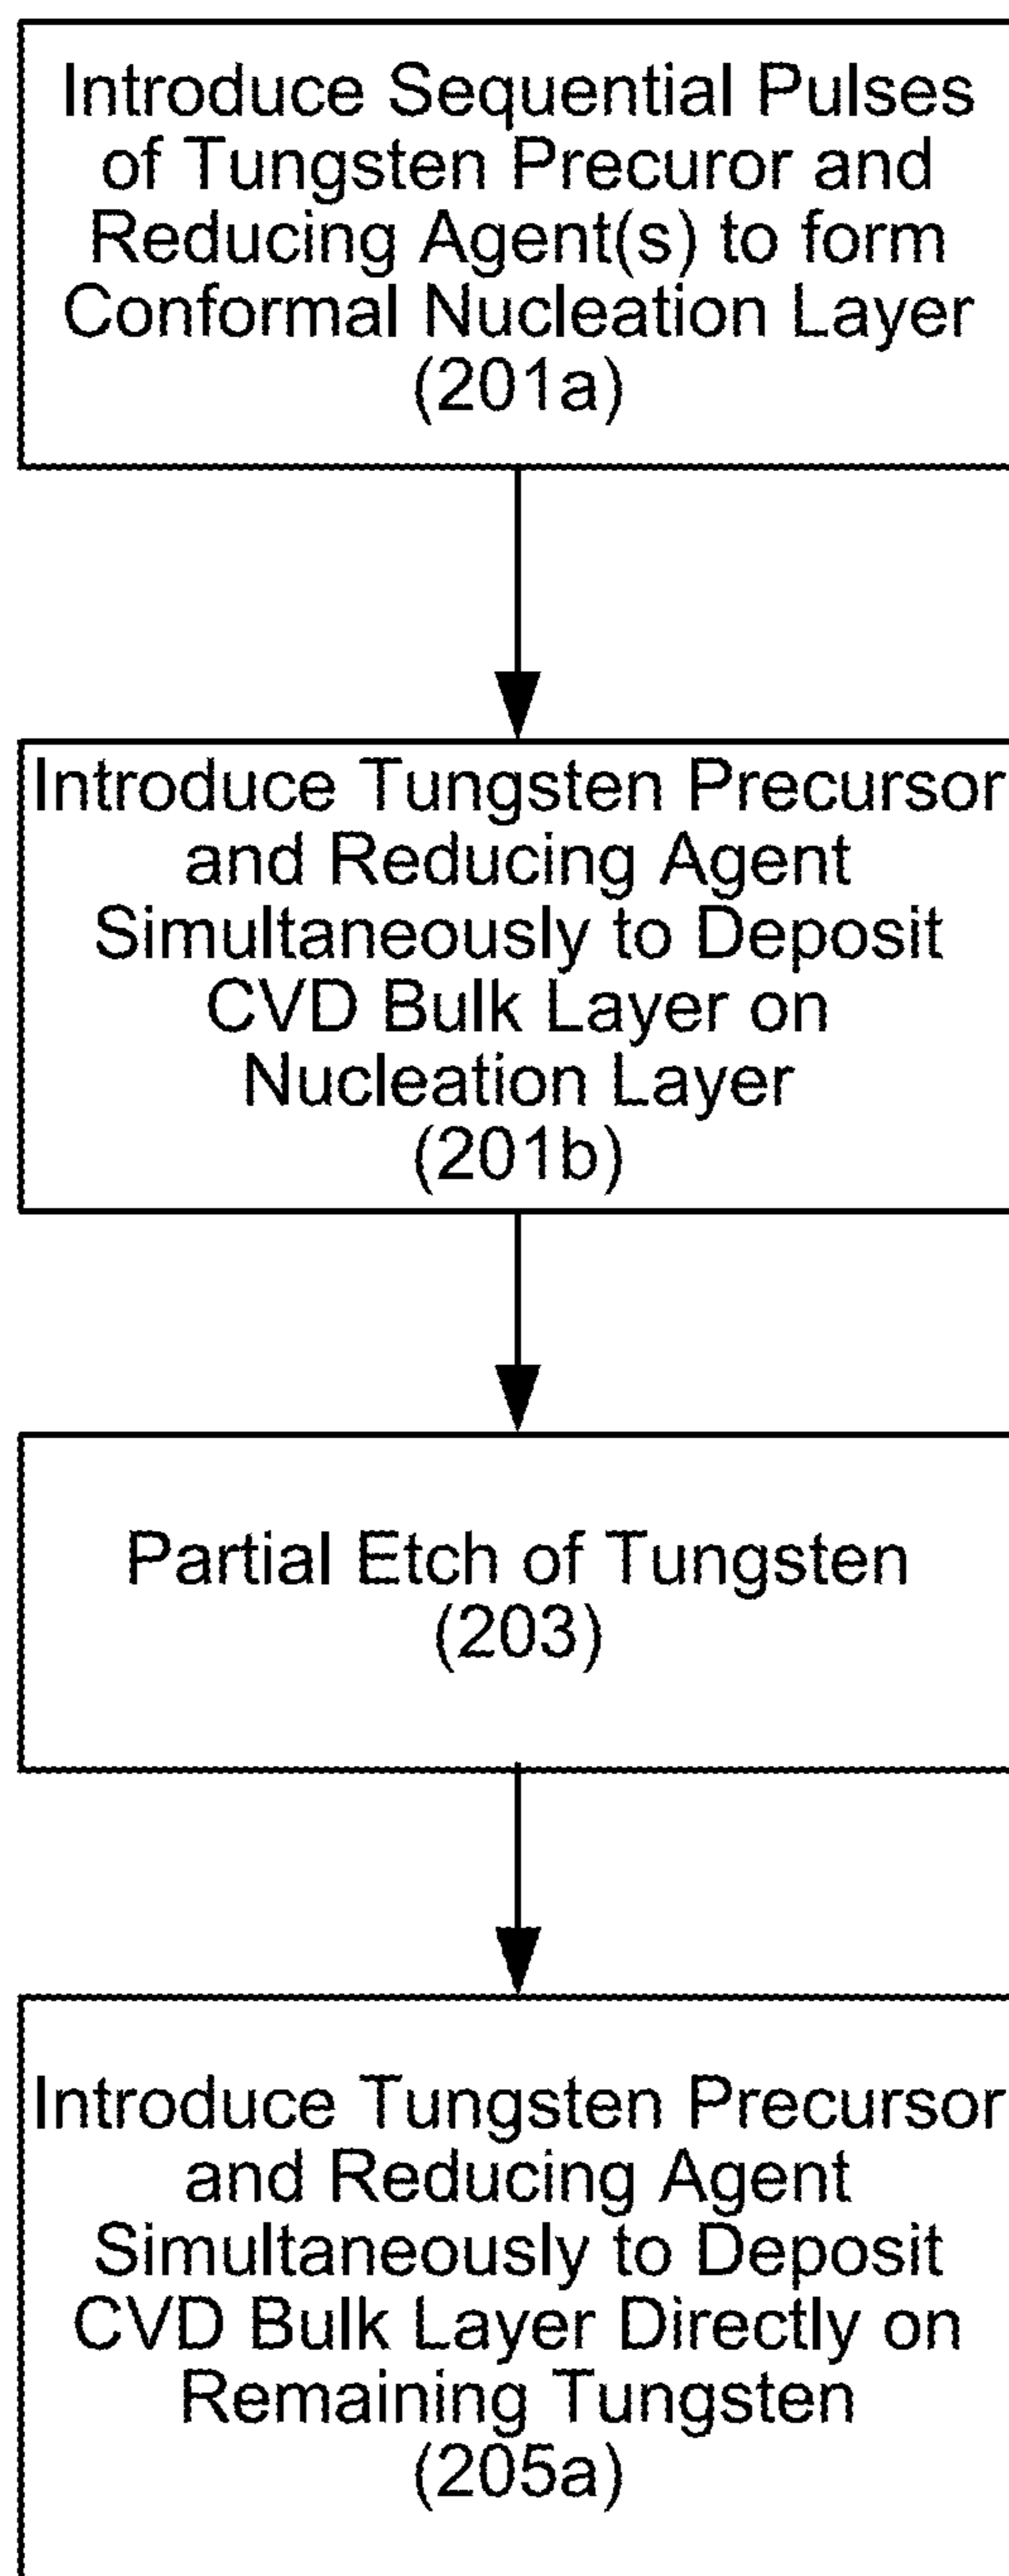 Introduce Sequential Pulses
of Tungsten Precuror and
Reducing Agent(s) to form
Conformal Nucleation Layer
(201a)
Introduce Tungsten Precursor
and Reducing Agent
Simultaneously to Deposit
CVD Bulk Layer on
Nucleation Layer
(201b)
Partial Etch of Tungsten
(203)
Introduce Tungsten Precursor
and Reducing Agent
Simultaneously to Deposit
CVD Bulk Layer Directly on
Remaining Tungsten
(205a)